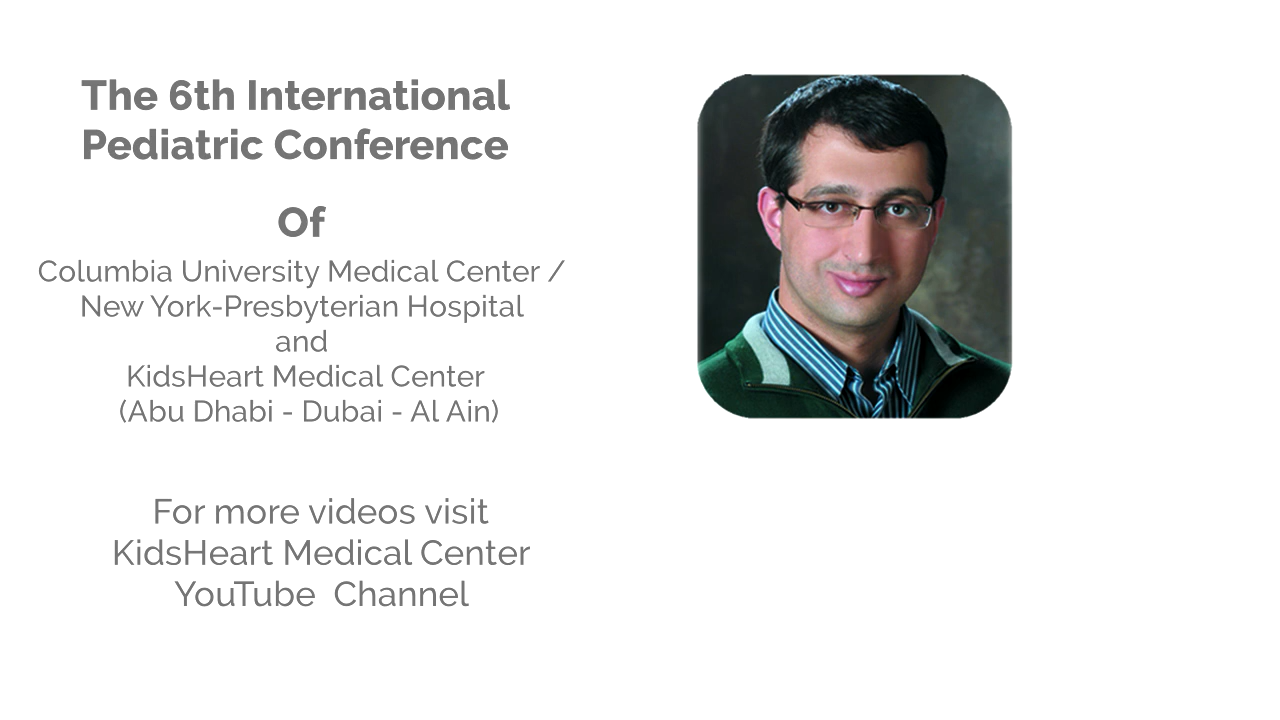 The 6th International
Pediatric Conference
Of
Columbia University Medical Center /
New York-Presbyterian Hospital
and
KidsHeart Medical Center
(Abu Dhabi - Dubai - Al Ain)
For more videos visit
KidsHeart Medical Center
YouTube  Channel